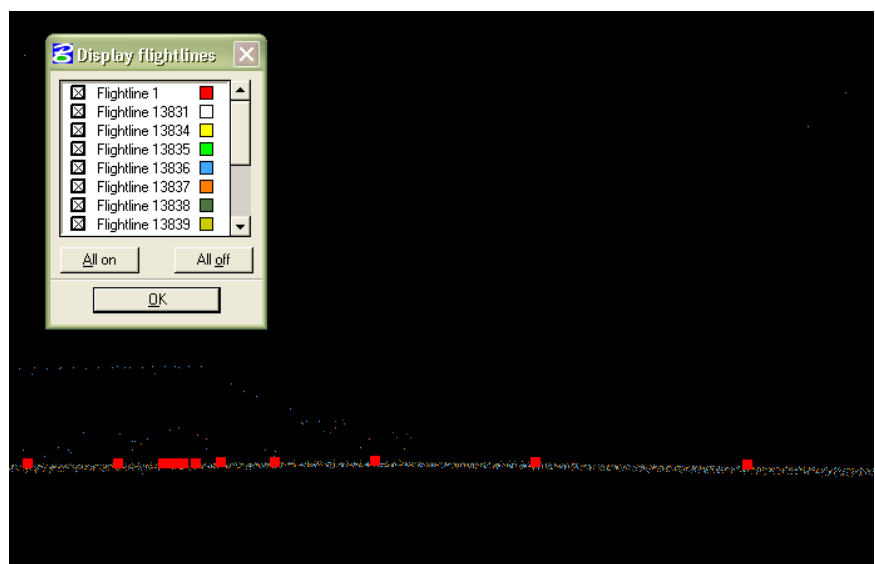 Display flightlines
Flightline 1
Flightline 13831
Flightline 13834
Flightline 13835
Flightline 13836
Flightline 13837
Flightline 13838
Flightline 13839
All on All off
OK